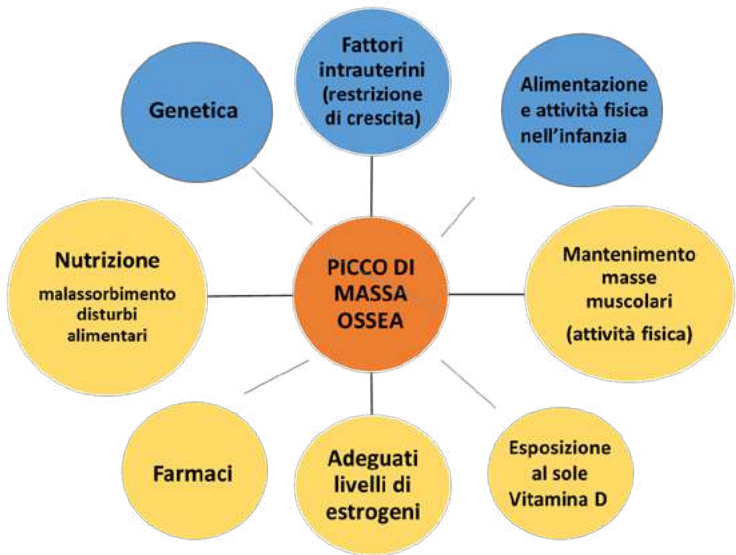 Fattori
intrauterini
(restrizione
di crescita)
Genetica
Alimentazione
e attività fisica
nell'infanzia
Nutrizione
malassorbimento
disturbi
alimentari
PICCO DI
MASSA
OSSEA
Mantenimento
masse
muscolari
(attività fisica)
Farmaci
Adeguati
livelli di
estrogeni
Esposizione
al sole
Vitamina D